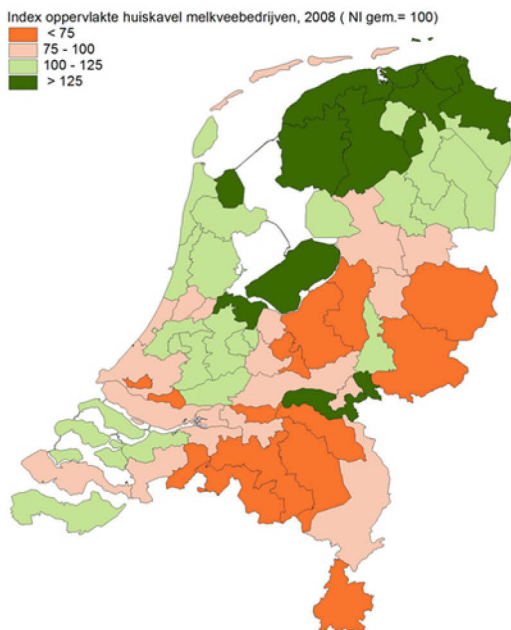 Index oppervlakte huiskavel melkveebedrijven, 2008 ( Nl gem.= 100)
< 75
75 - 100
100 - 125
> 125